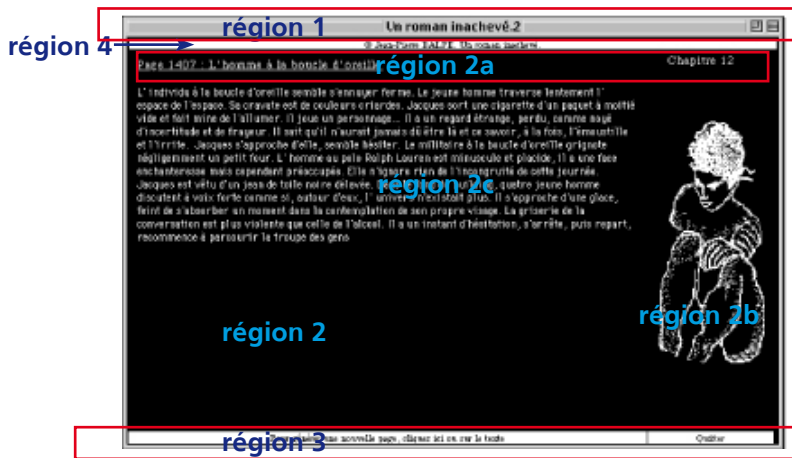 région 1
Un roman inachevé.2
région 4
© Jean-Pierre BALPE, Un roman inachevé.
Page 1407 : L'homme à la boucle d'oreille
région 2a
Chapitre 12
L' individu à la boucle d'oreille semble s'ennuyer ferme. Le jeune homme traverse lentement l'
espace de l'espace. Sa cravate est de couleurs criardes. Jacques sort une cigarette d'un paquet à moitié
vide et fait mine de l'allumer. Il joue un personnage... Il a un regard étrange, perdu, comme noyé
d'incertitude et de frayeur. Il sait qu'il n'aurait jamais dû être là et ce savoir, à la fois, l'émoustille
et l'irrite. Jacques s'approche d'elle, semble hésiter. Le militaire à la boucle d'oreille grignote
négligemment un petit four. L' homme au polo Ralph Lauren est minuscule et placide, il a une face
enchanteresse mais cependant préoccupée. Elle n'ignore rien de l'incongruité de cette journée.
Jacques est vêtu d'un jean de toile noire délavée. quatre jeune homme
région 2c
discutent à voix forte comme si, autour d'eux, l' univers n'existait plus. Il s'approche d'une glace,
feint de s'absorber un moment dans la contemplation de son propre visage. La griserie de la
conversation est plus violente que celle de l'alcool. Il a un instant d'hésitation, s'arrête, puis repart,
recommence à parcourir la troupe des gens
région 2
région 2b
région 3
une nouvelle page, cliquer ici ou sur le texte
Quitter